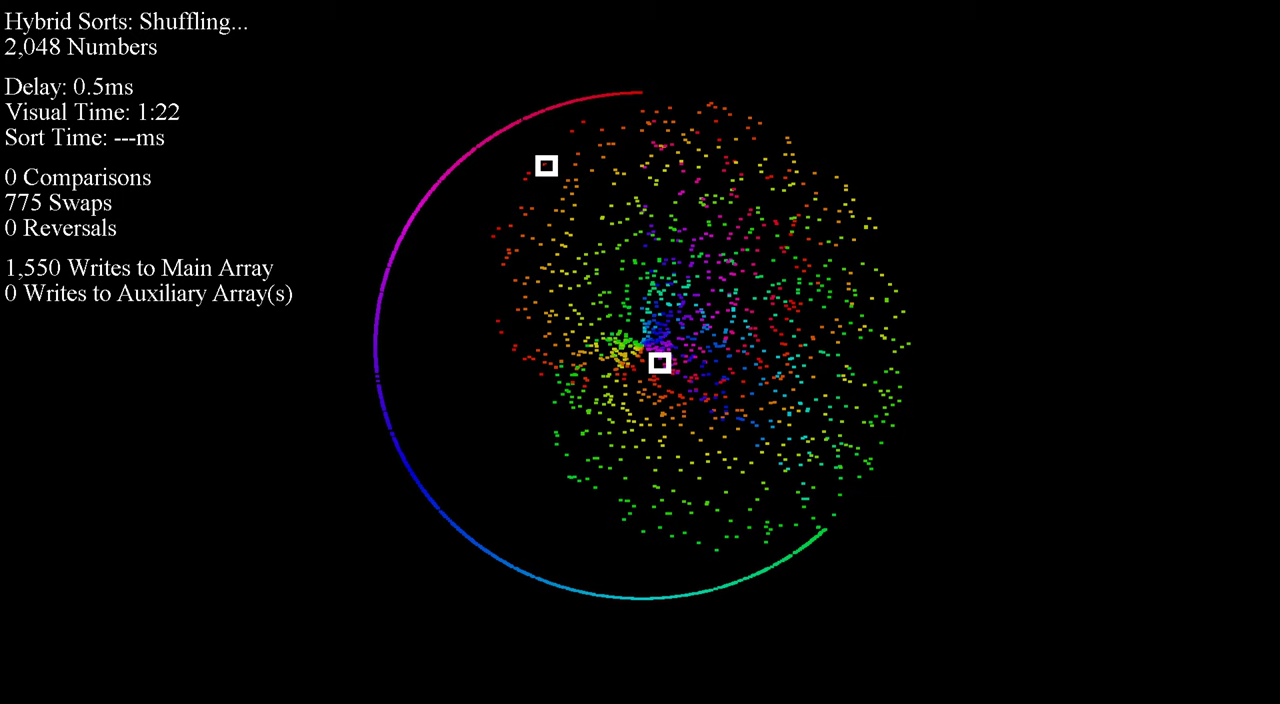 Hybrid Sorts: Shuffling...
2,048 Numbers
Delay: 0.5ms
Visual Time: 1:22
Sort Time: ---ms
0 Comparisons
775 Swaps
0 Reversals
1,550 Writes to Main Array
0 Writes to Auxiliary Array(s)